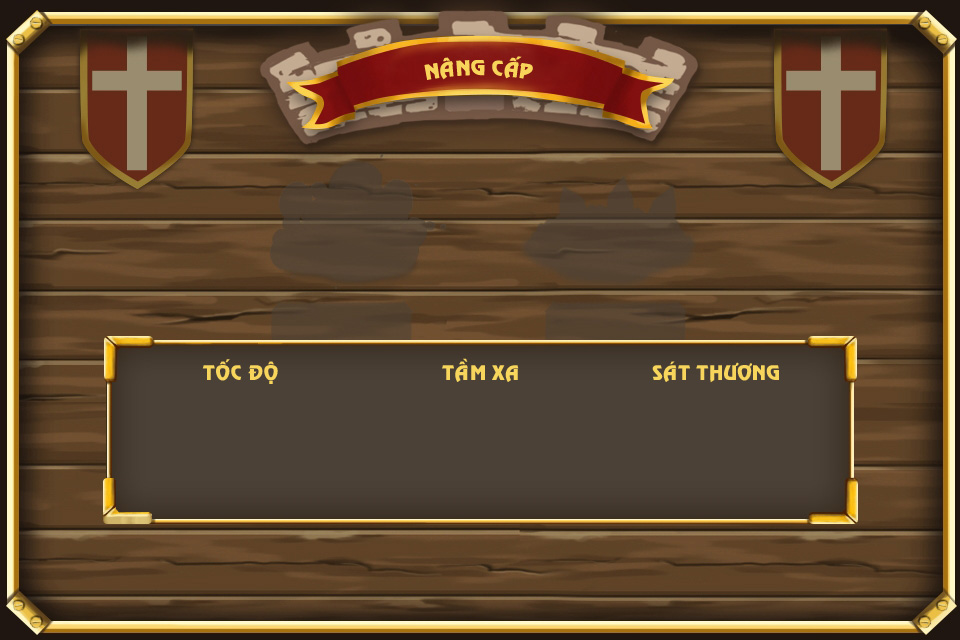 NÂNG CẤP
TỐC ĐỘ
TẦM XA
SÁT THƯƠNG